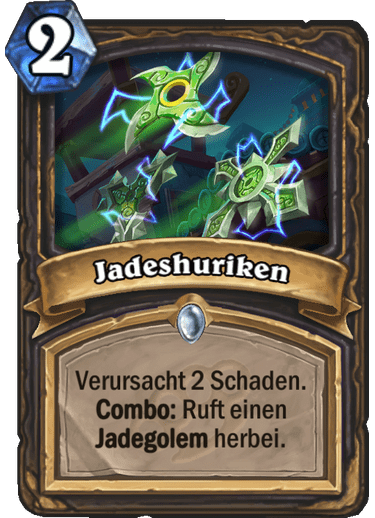 2
Jadeshuriken
Verursacht 2 Schaden.
Combo: Ruft einen
Jadegolem herbei.